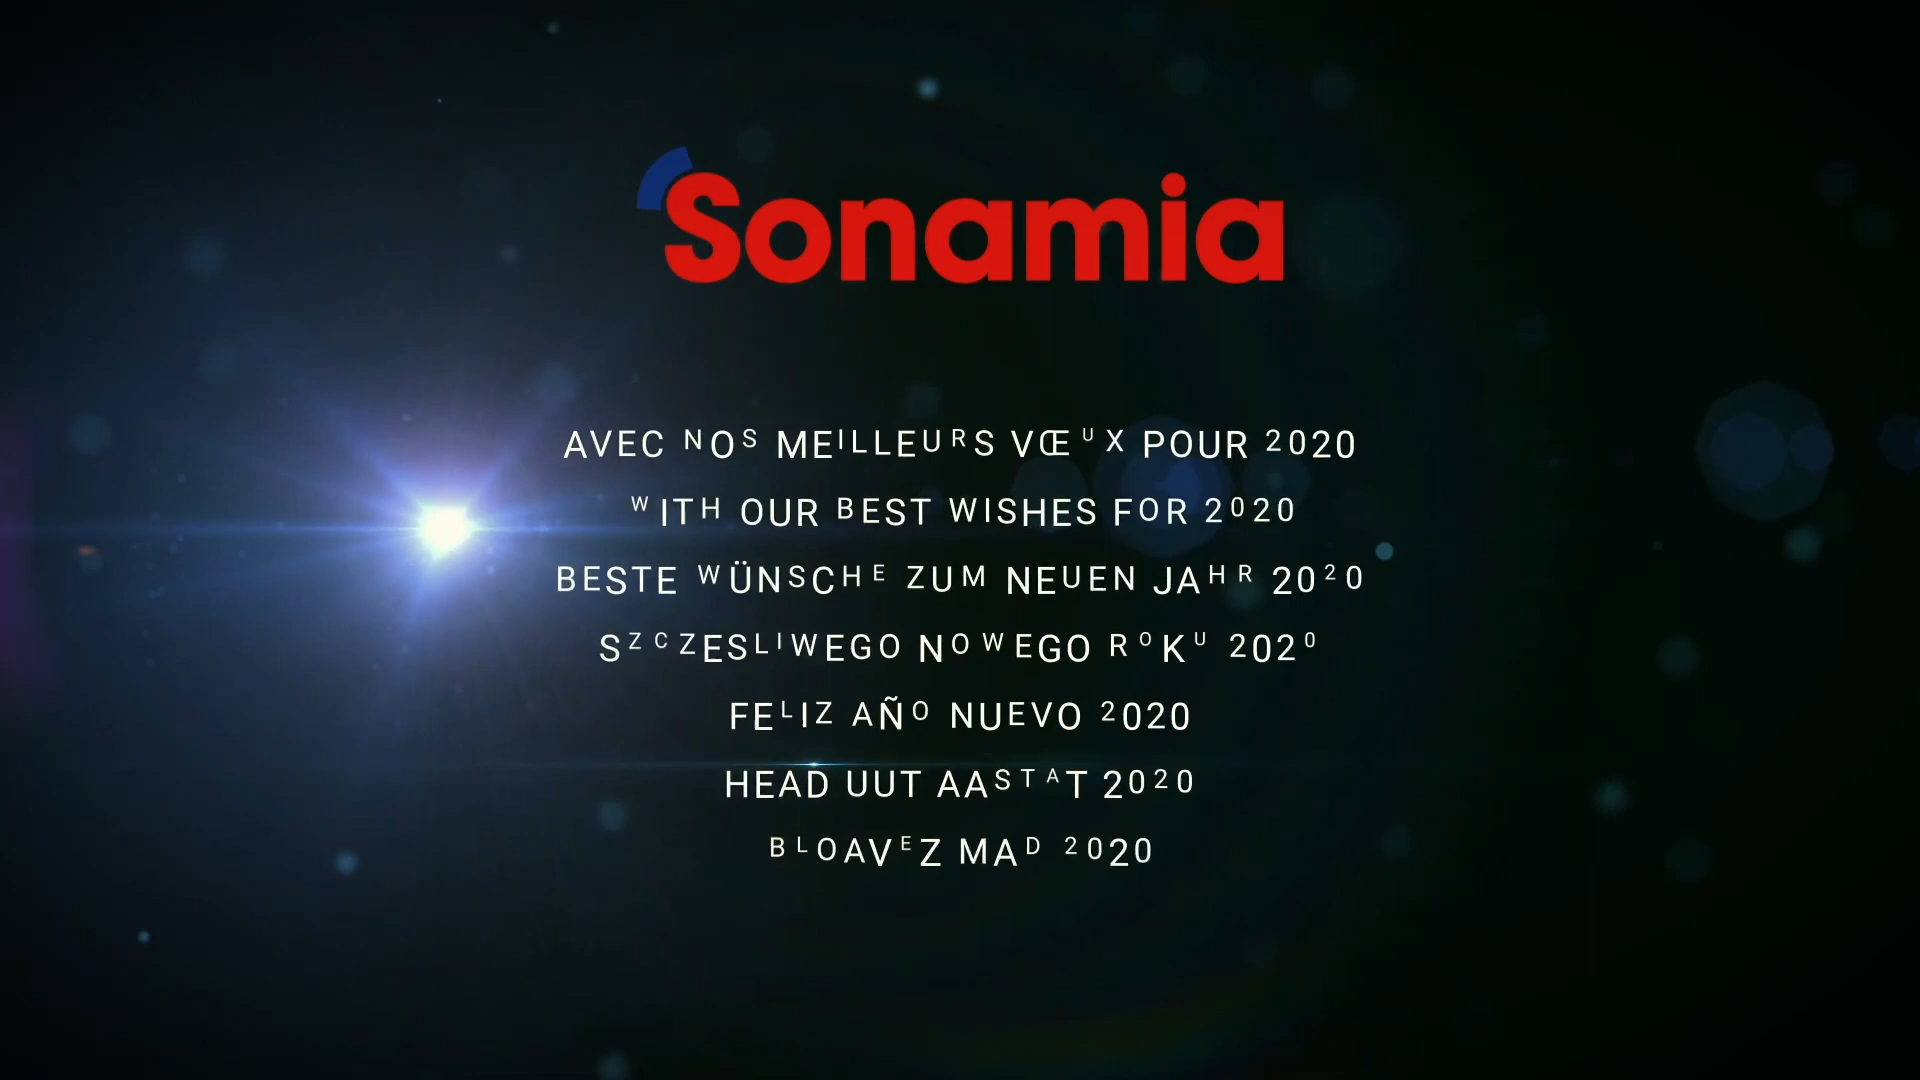 Sonamia
AVEC NOS MEILLEURS VŒUX POUR 2020
WITH OUR BEST WISHES FOR 2020
BESTE WÜNSCHE ZUM NEUEN JAHR 2020
SZCZESLIWEGO NOWEGO ROKU 2020
FELIZ AÑO NUEVO 2020
HEAD UUT AASTAT 2020
BLOAVEZ MAD 2020